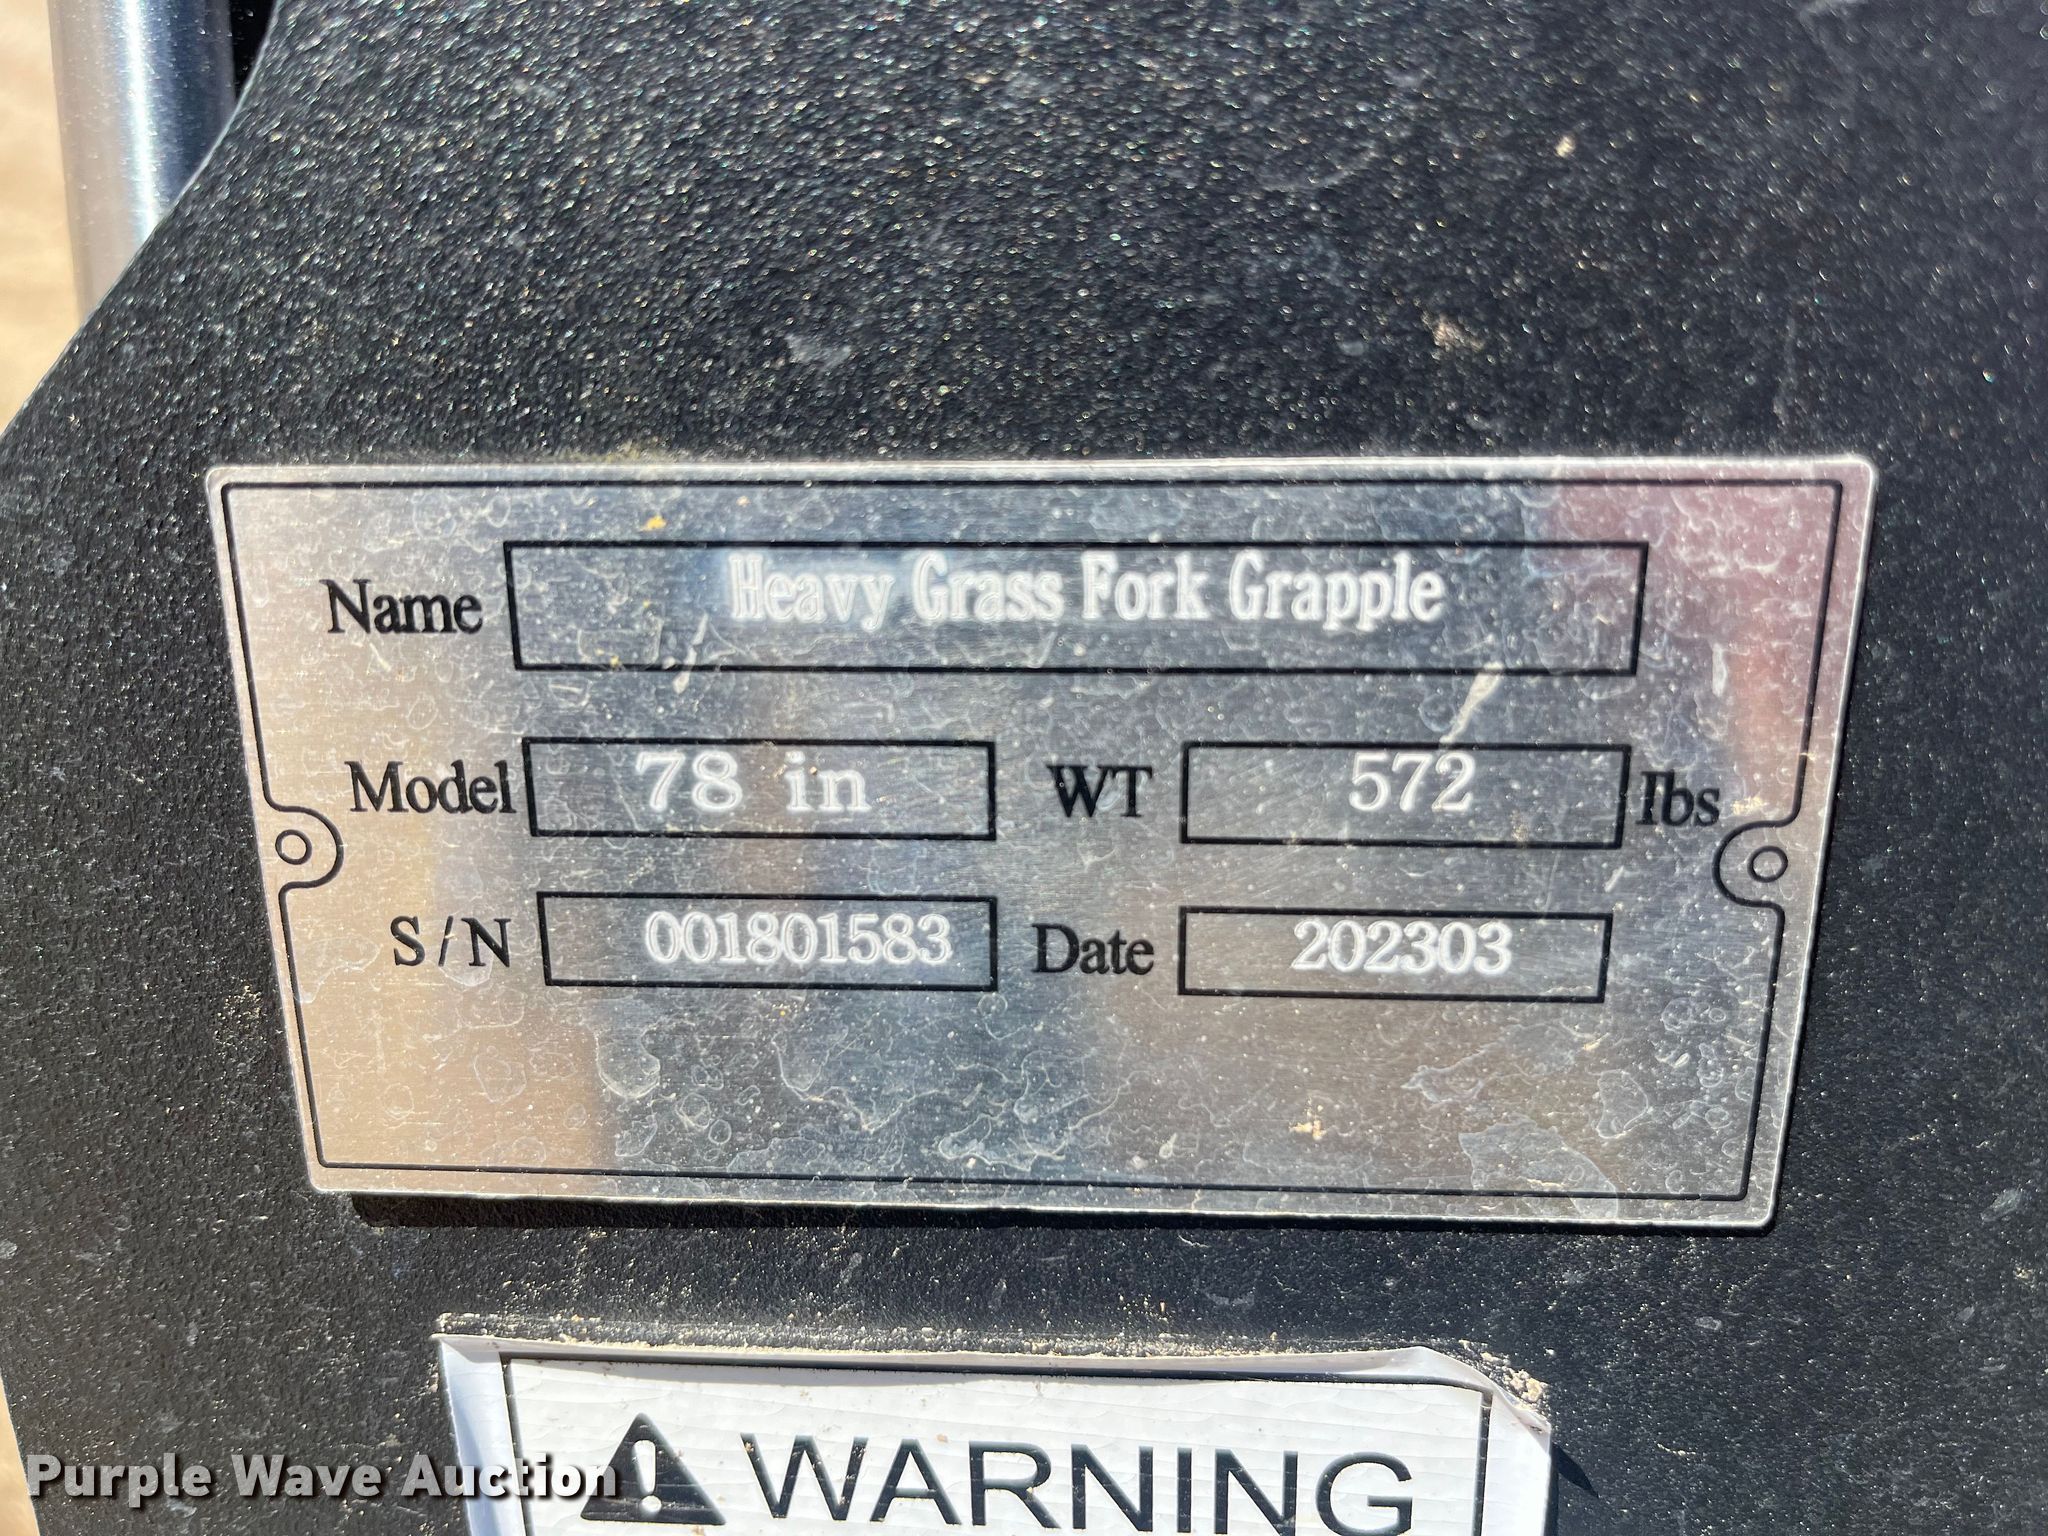 Name Heavy Grass Fork Grapple
Model 78 in WT 572 lbs
S/N 001801583 Date 202303
WARNING
Purple Wave Auction